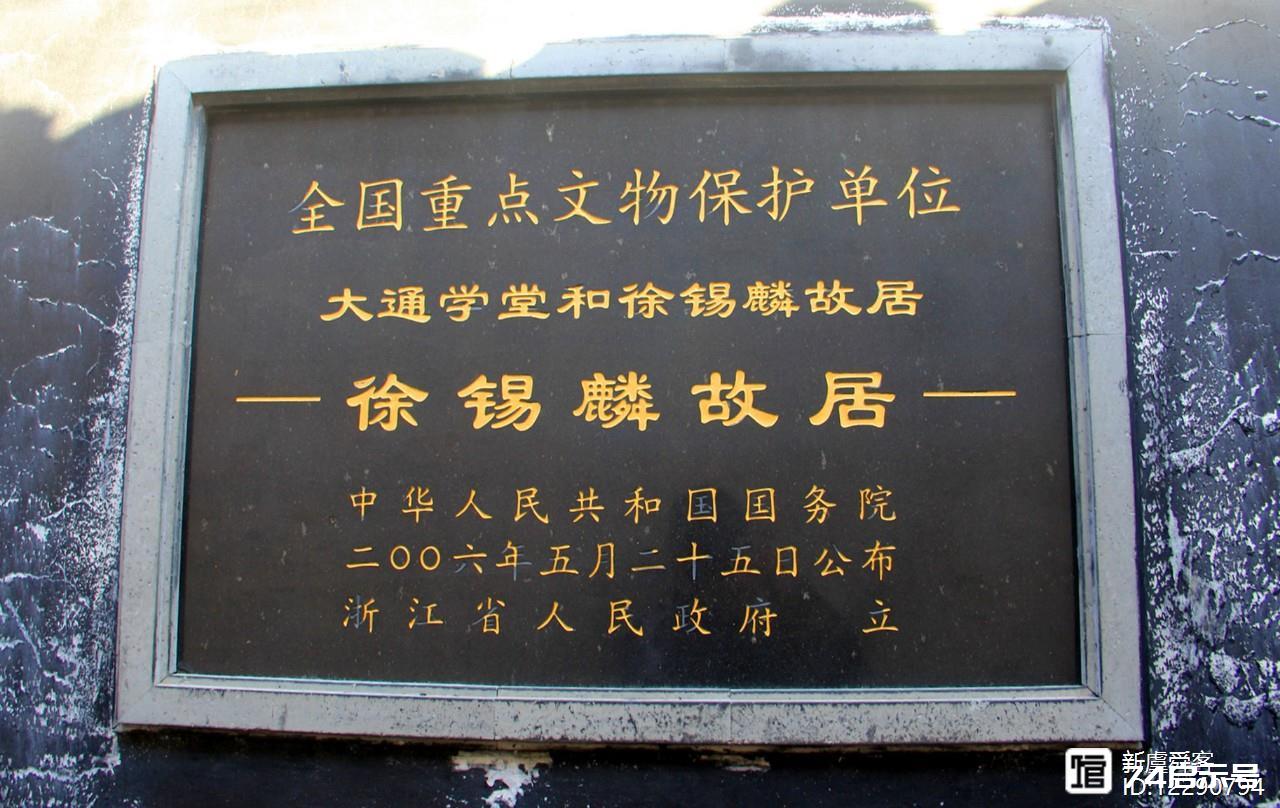 全国重点文物保护单位
大通学堂和徐锡麟故居
—徐锡麟故居—
中华人民共和国国务院
二〇〇六年五月二十五日公布
浙江省人民政府 立
新虞舜客
ID:12290794